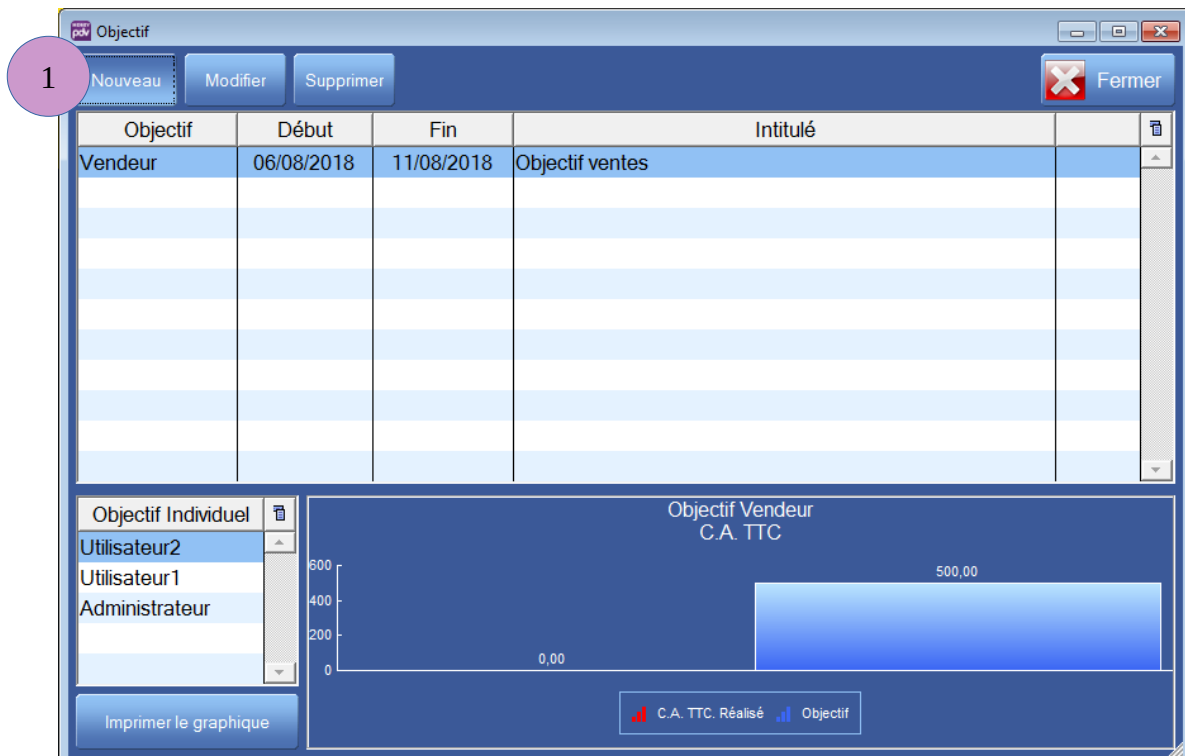 Objectif
1
Nouveau Modifier Supprimer Fermer
Objectif Début Fin Intitulé
Vendeur 06/08/2018 11/08/2018 Objectif ventes
Objectif Individuel
Utilisateur2
Utilisateur1
Administrateur
Imprimer le graphique
Objectif Vendeur
C.A. TTC
600
400
200
0
0,00
500,00
C.A. TTC. Réalisé Objectif